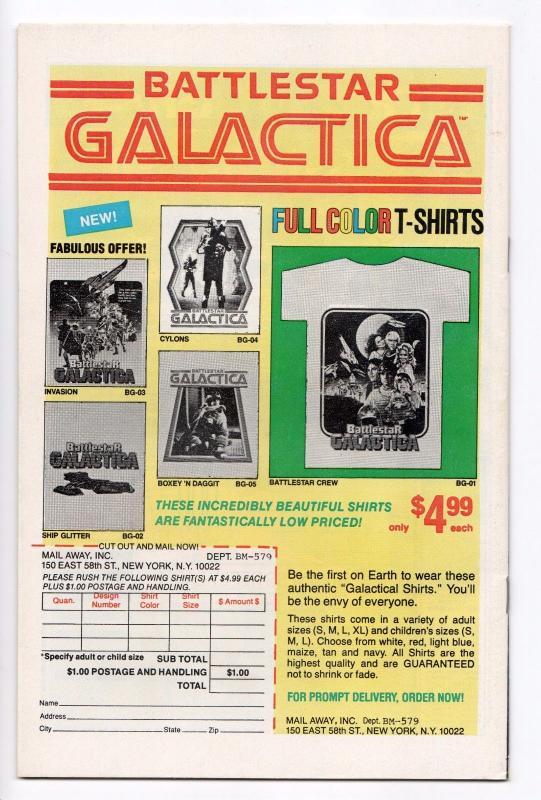 BATTLESTAR
GALACTICA™
NEW!
FABULOUS OFFER!
FULL COLOR T-SHIRTS
BattlestaR
GALACTICA
INVASION BG-03
BATTLESTAR
GALACTICA
CYLONS BG-04
BattlestaR
GALACTICA
SHIP GLITTER BG-02
BATTLESTAR
GALACTICA
BOXEY 'N DAGGIT BG-05
BattlestaR
GALACTICA
BATTLESTAR CREW BG-01
THESE INCREDIBLY BEAUTIFUL SHIRTS
ARE FANTASTICALLY LOW PRICED!
only $4.99 each
CUT OUT AND MAIL NOW!
MAIL AWAY, INC. DEPT. BM-579
150 EAST 58th ST., NEW YORK, N.Y. 10022
PLEASE RUSH THE FOLLOWING SHIRT(S) AT $4.99 EACH
PLUS $1.00 POSTAGE AND HANDLING.
Quan. Design Number Shirt Color Shirt Size $ Amount $
*Specify adult or child size SUB TOTAL
$1.00 POSTAGE AND HANDLING $1.00
TOTAL
Name
Address
City State Zip
Be the first on Earth to wear these
authentic "Galactical Shirts." You'll
be the envy of everyone.
These shirts come in a variety of adult
sizes (S, M, L, XL) and children's sizes (S,
M, L). Choose from white, red, light blue,
maize, tan and navy. All Shirts are the
highest quality and are GUARANTEED
not to shrink or fade.
FOR PROMPT DELIVERY, ORDER NOW!
MAIL AWAY, INC. Dept. BM-579
150 EAST 58th ST., NEW YORK, N.Y. 10022